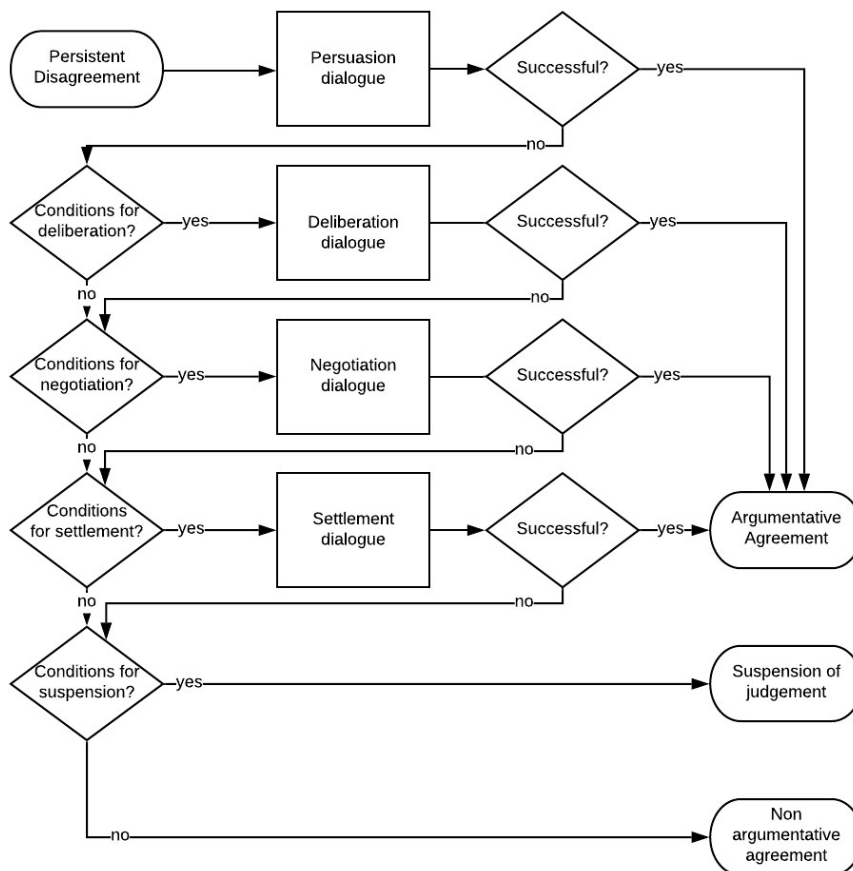 Persistent
Disagreement
Persuasion
dialogue
Successful?
yes
no
Conditions for
deliberation?
yes
Deliberation
dialogue
Successful?
yes
no
no
Conditions for
negotiation?
yes
Negotiation
dialogue
Successful?
yes
no
no
Conditions
for settlement?
yes
Settlement
dialogue
Successful?
yes
Argumentative
Agreement
no
no
Conditions for
suspension?
yes
Suspension of
judgement
no
Non
argumentative
agreement